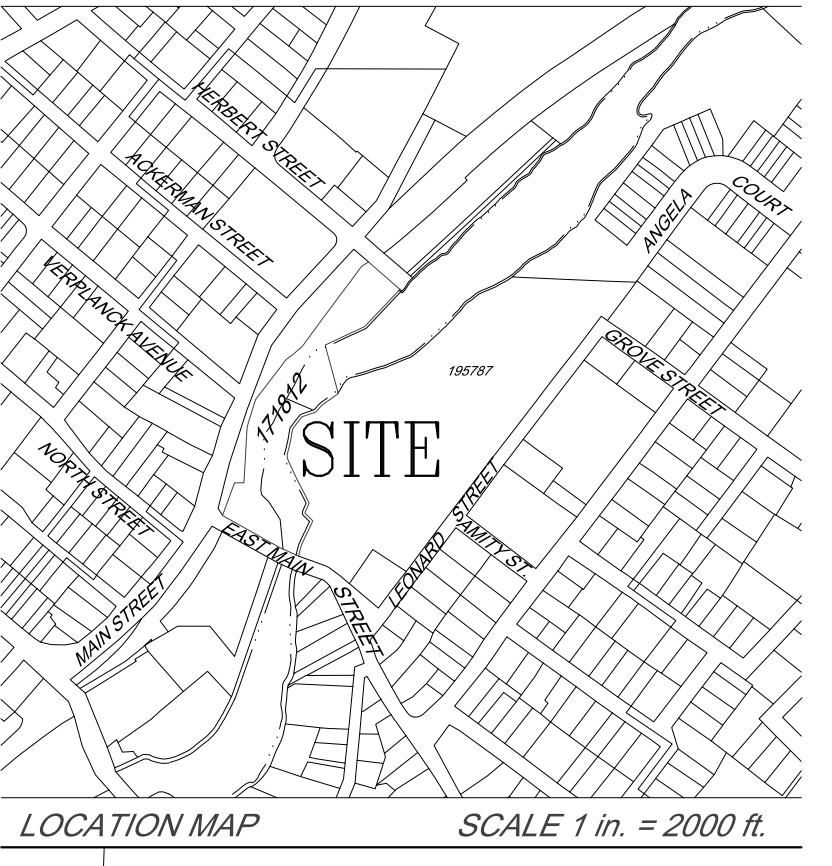 HERBERT STREET
ACKERMAN STREET
COURT
ANGELA
VERPLANCK AVENUE
GROVE STREET
195787
171812
SITE
NORTH STREET
LEONARD STREET
AMITY ST.
EAST MAIN STREET
MAIN STREET
LOCATION MAP
SCALE 1 in. = 2000 ft.